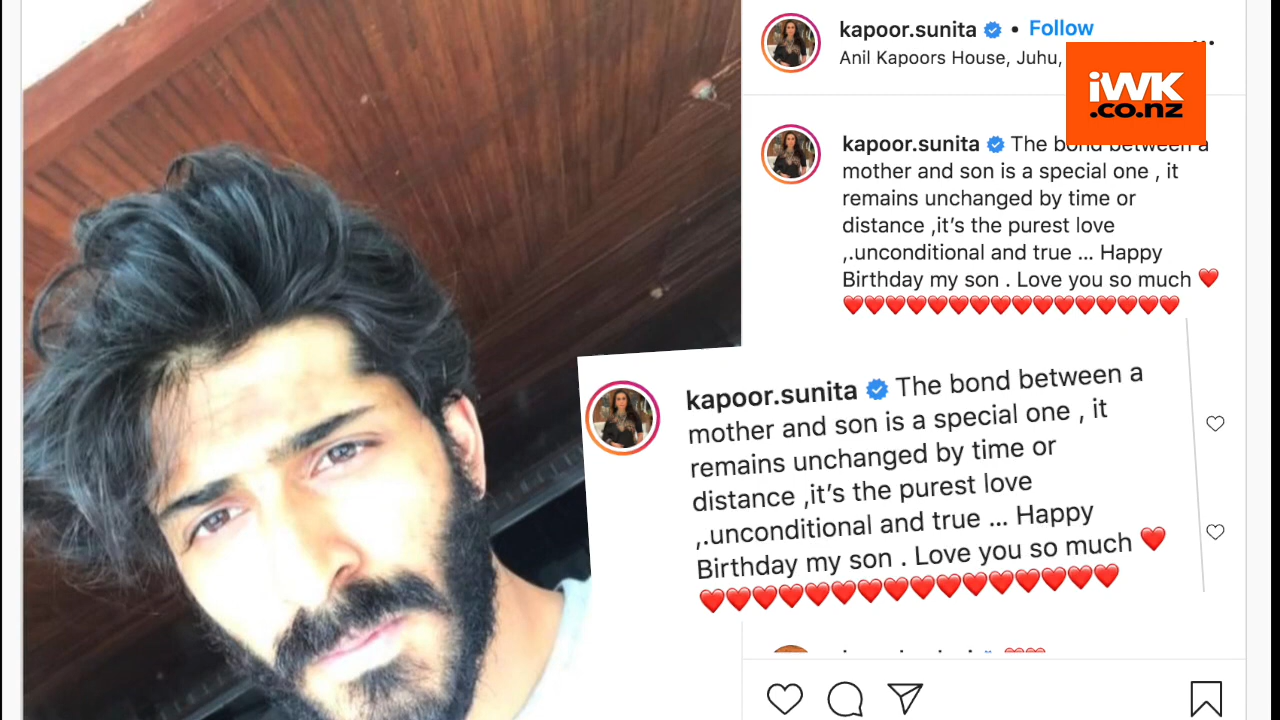 kapoor.sunita • Follow
Anil Kapoors House, Juhu,
iWK
.co.nz
kapoor.sunita The bond between a
mother and son is a special one , it
remains unchanged by time or
distance ,it’s the purest love
,.unconditional and true ... Happy
Birthday my son . Love you so much ❤️
❤️❤️❤️❤️❤️❤️❤️❤️❤️❤️❤️❤️❤️❤️❤️❤️
kapoor.sunita The bond between a
mother and son is a special one , it
remains unchanged by time or
distance ,it’s the purest love
,.unconditional and true ... Happy
Birthday my son . Love you so much ❤️
❤️❤️❤️❤️❤️❤️❤️❤️❤️❤️❤️❤️❤️❤️❤️❤️